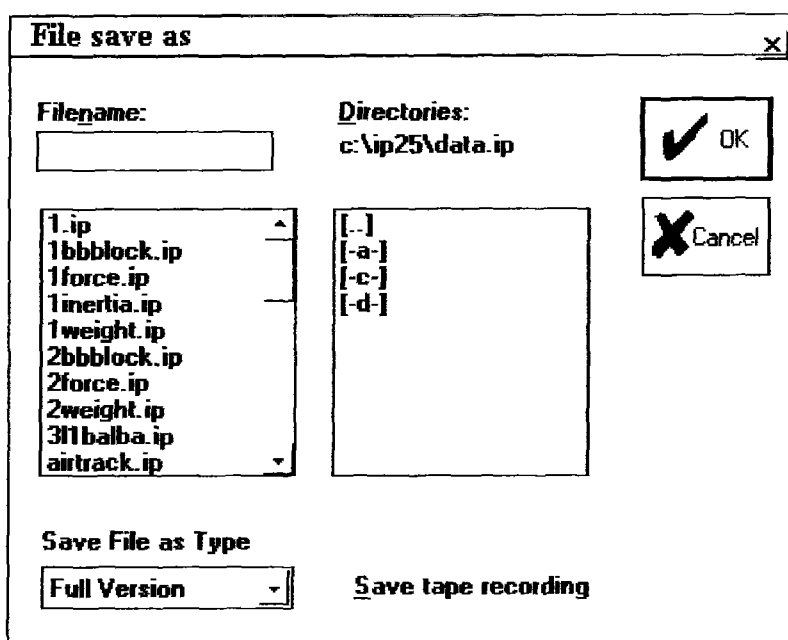 File save as
Filename:
Directories:
c:\ip25\data.ip
OK
Cancel
1.ip
1bbblock.ip
1force.ip
1inertia.ip
1weight.ip
2bbblock.ip
2force.ip
2weight.ip
3l1balba.ip
airtrack.ip
[..]
[-a-]
[-c-]
[-d-]
Save File as Type
Full Version
Save tape recording